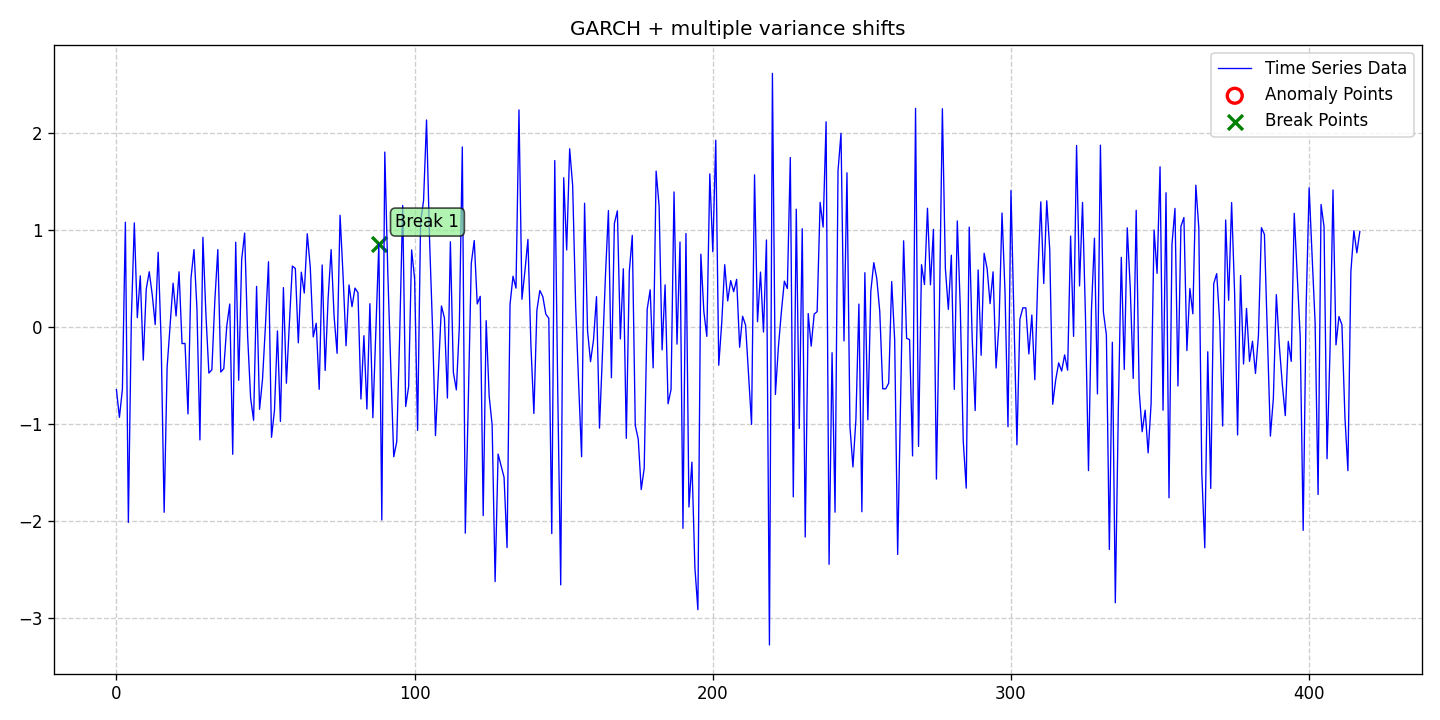 GARCH + multiple variance shifts
Time Series Data
Anomaly Points
Break Points
Break 1
2
1
0
−1
−2
−3
0
100
200
300
400